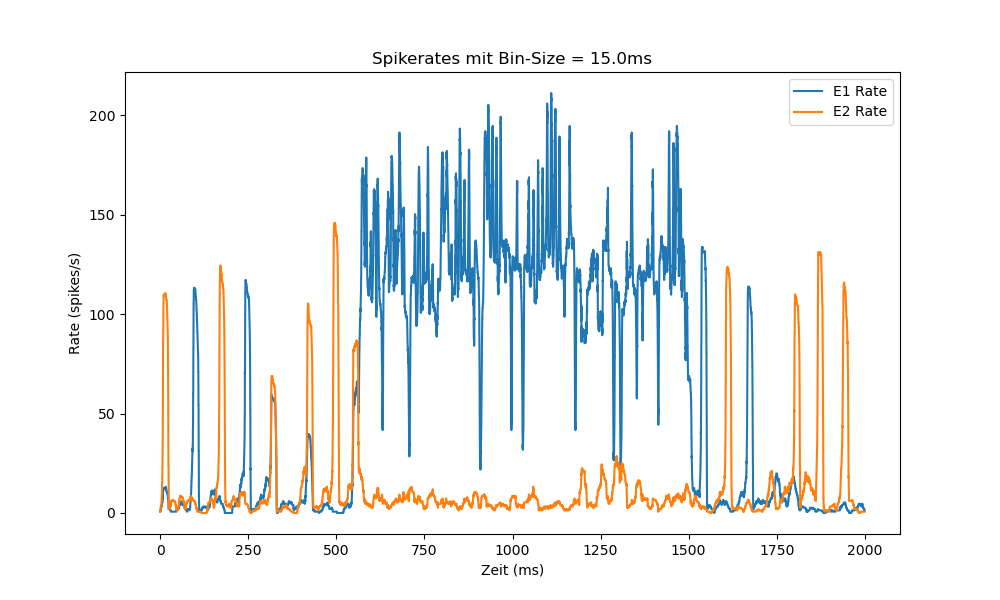 Spikerates mit Bin-Size = 15.0ms
E1 Rate
E2 Rate
Rate (spikes/s)
200
150
100
50
0
0 250 500 750 1000 1250 1500 1750 2000
Zeit (ms)